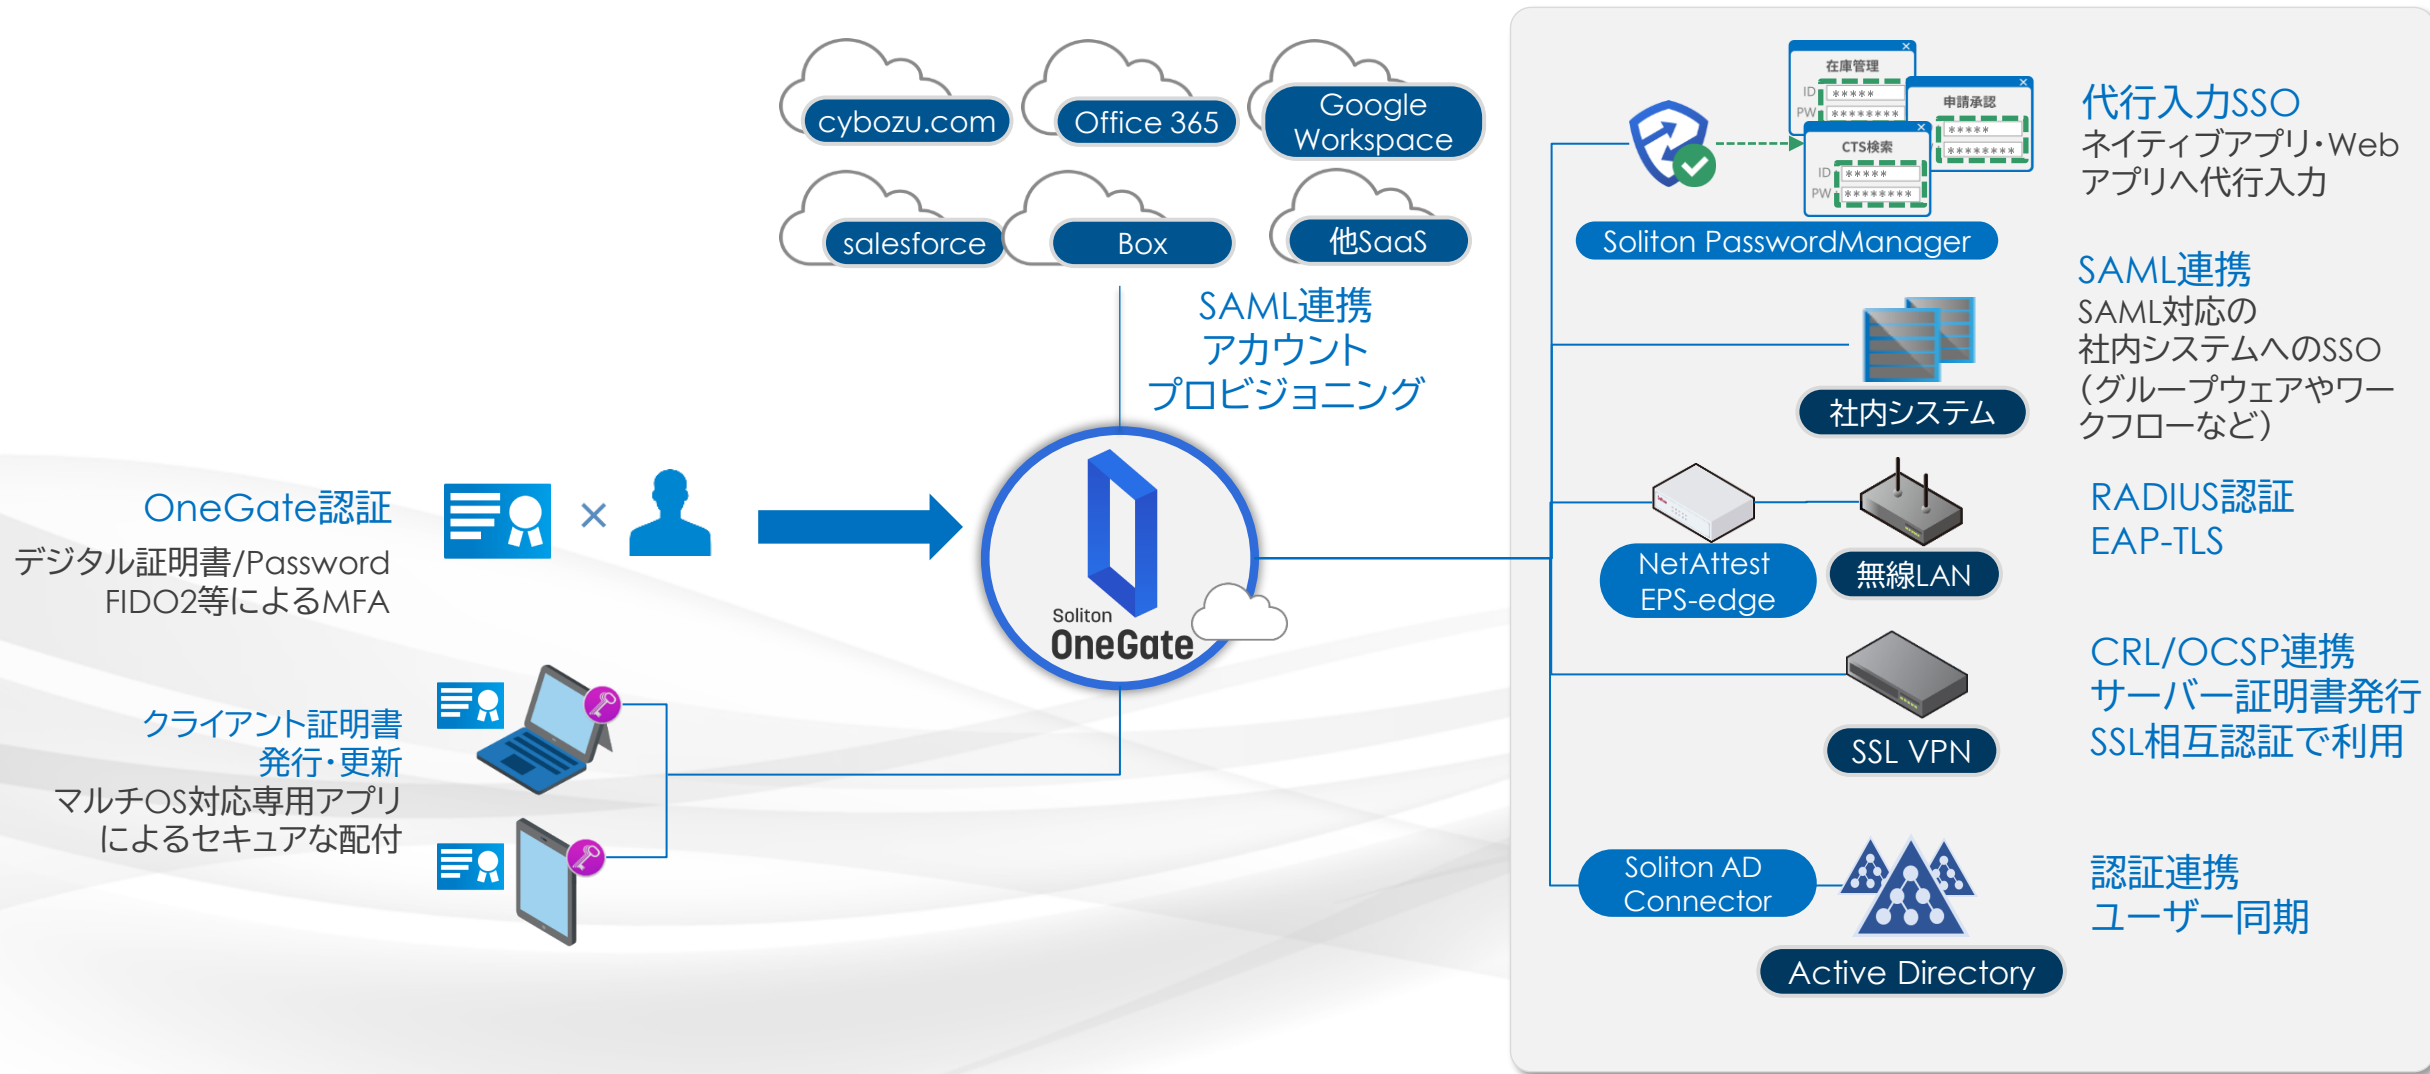 cybozu.com
Office 365
Google
Workspace
salesforce
Box
他SaaS
SAML連携
アカウント
プロビジョニング
OneGate認証
デジタル証明書/Password
FIDO2等によるMFA
×
Soliton
OneGate
クライアント証明書
発行・更新
マルチOS対応専用アプリ
によるセキュアな配付
在庫管理
ID *****
PW ********
申請承認
*****
********
CTS検索
ID *****
PW ********
Soliton PasswordManager
代行入力SSO
ネイティブアプリ・Web
アプリへ代行入力
社内システム
SAML連携
SAML対応の
社内システムへのSSO
（グループウェアやワー
クフローなど）
NetAttest
EPS-edge
無線LAN
RADIUS認証
EAP-TLS
SSL VPN
CRL/OCSP連携
サーバー証明書発行
SSL相互認証で利用
Soliton AD
Connector
Active Directory
認証連携
ユーザー同期